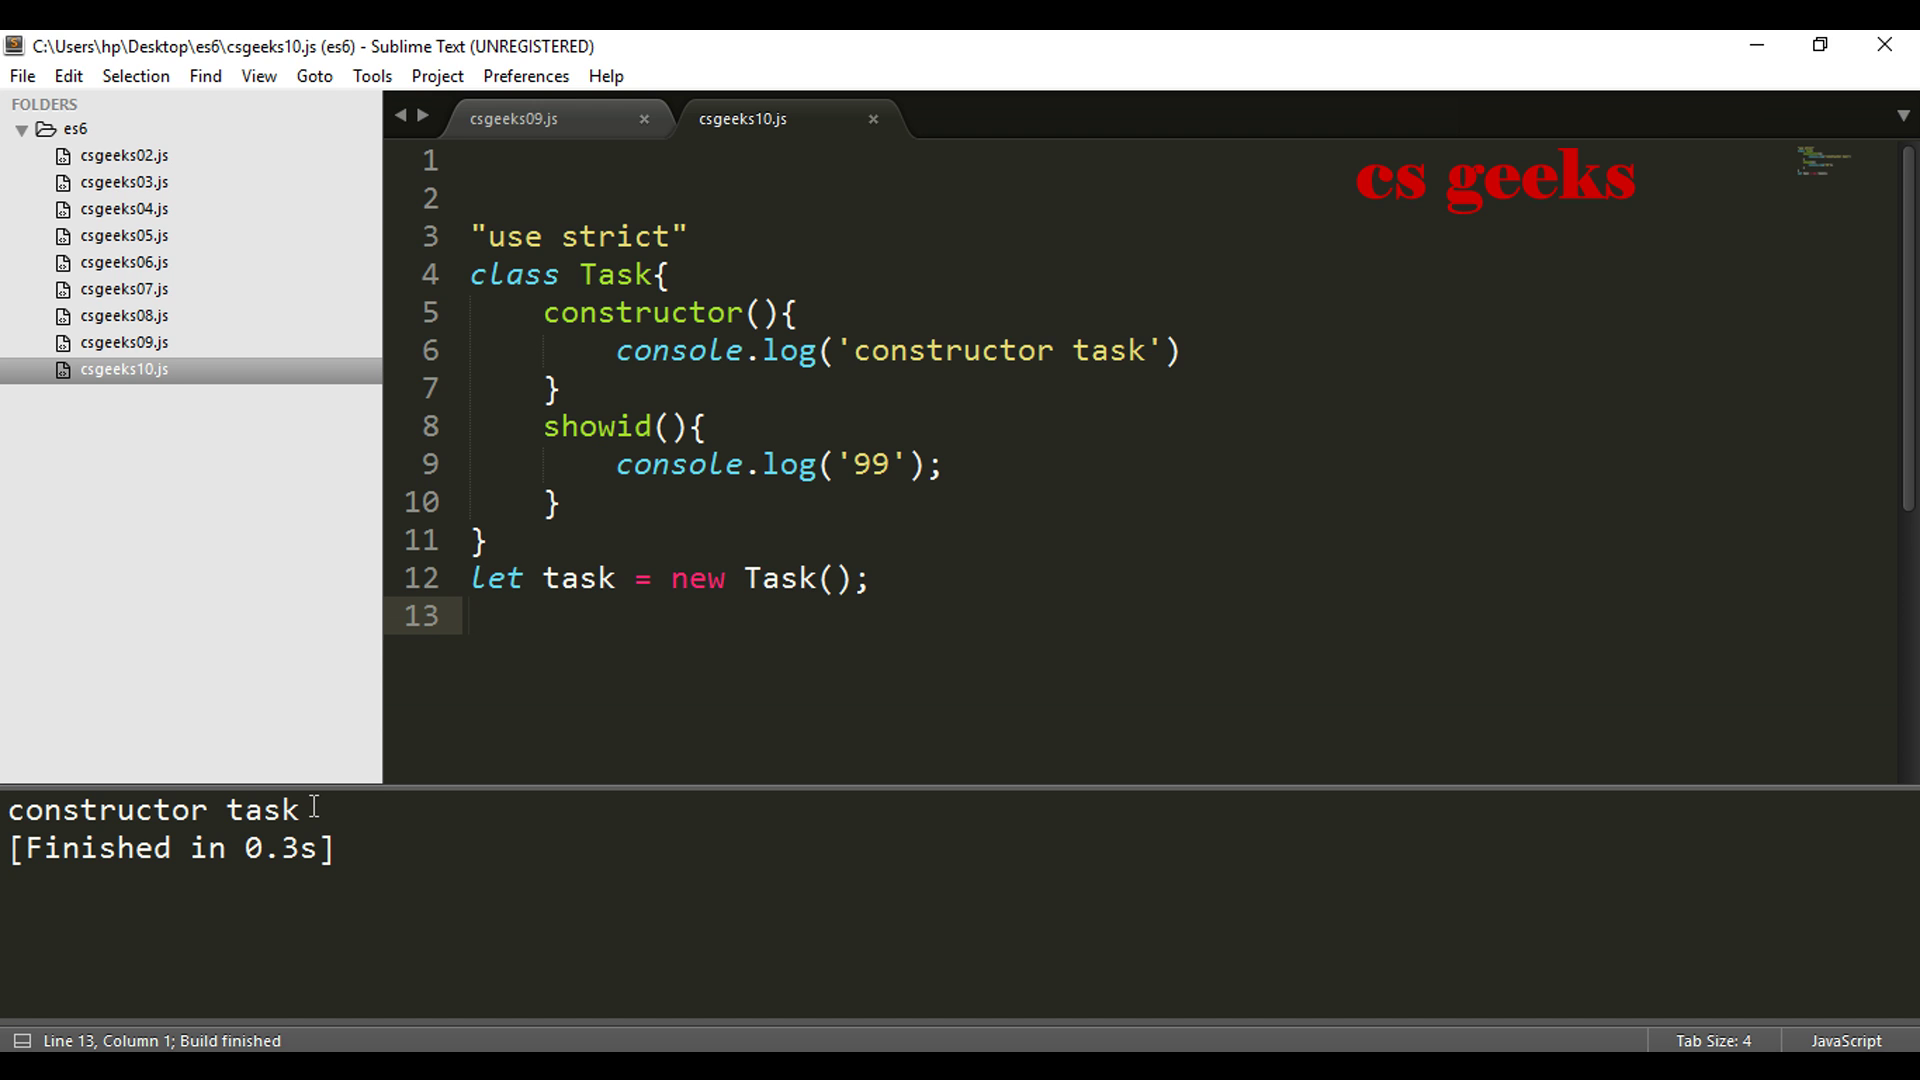 C:\Users\hp\Desktop\es6\csgeeks10.js (es6) - Sublime Text (UNREGISTERED)
File Edit Selection Find View Goto Tools Project Preferences Help
FOLDERS
es6
csgeeks02.js
csgeeks03.js
csgeeks04.js
csgeeks05.js
csgeeks06.js
csgeeks07.js
csgeeks08.js
csgeeks09.js
csgeeks10.js
csgeeks09.js × csgeeks10.js ×
cs geeks
1
2
3 "use strict"
4 class Task{
5     constructor(){
6         console.log('constructor task')
7     }
8     showid(){
9         console.log('99');
10     }
11 }
12 let task = new Task();
13
constructor task
[Finished in 0.3s]
Line 13, Column 1; Build finished
Tab Size: 4
JavaScript